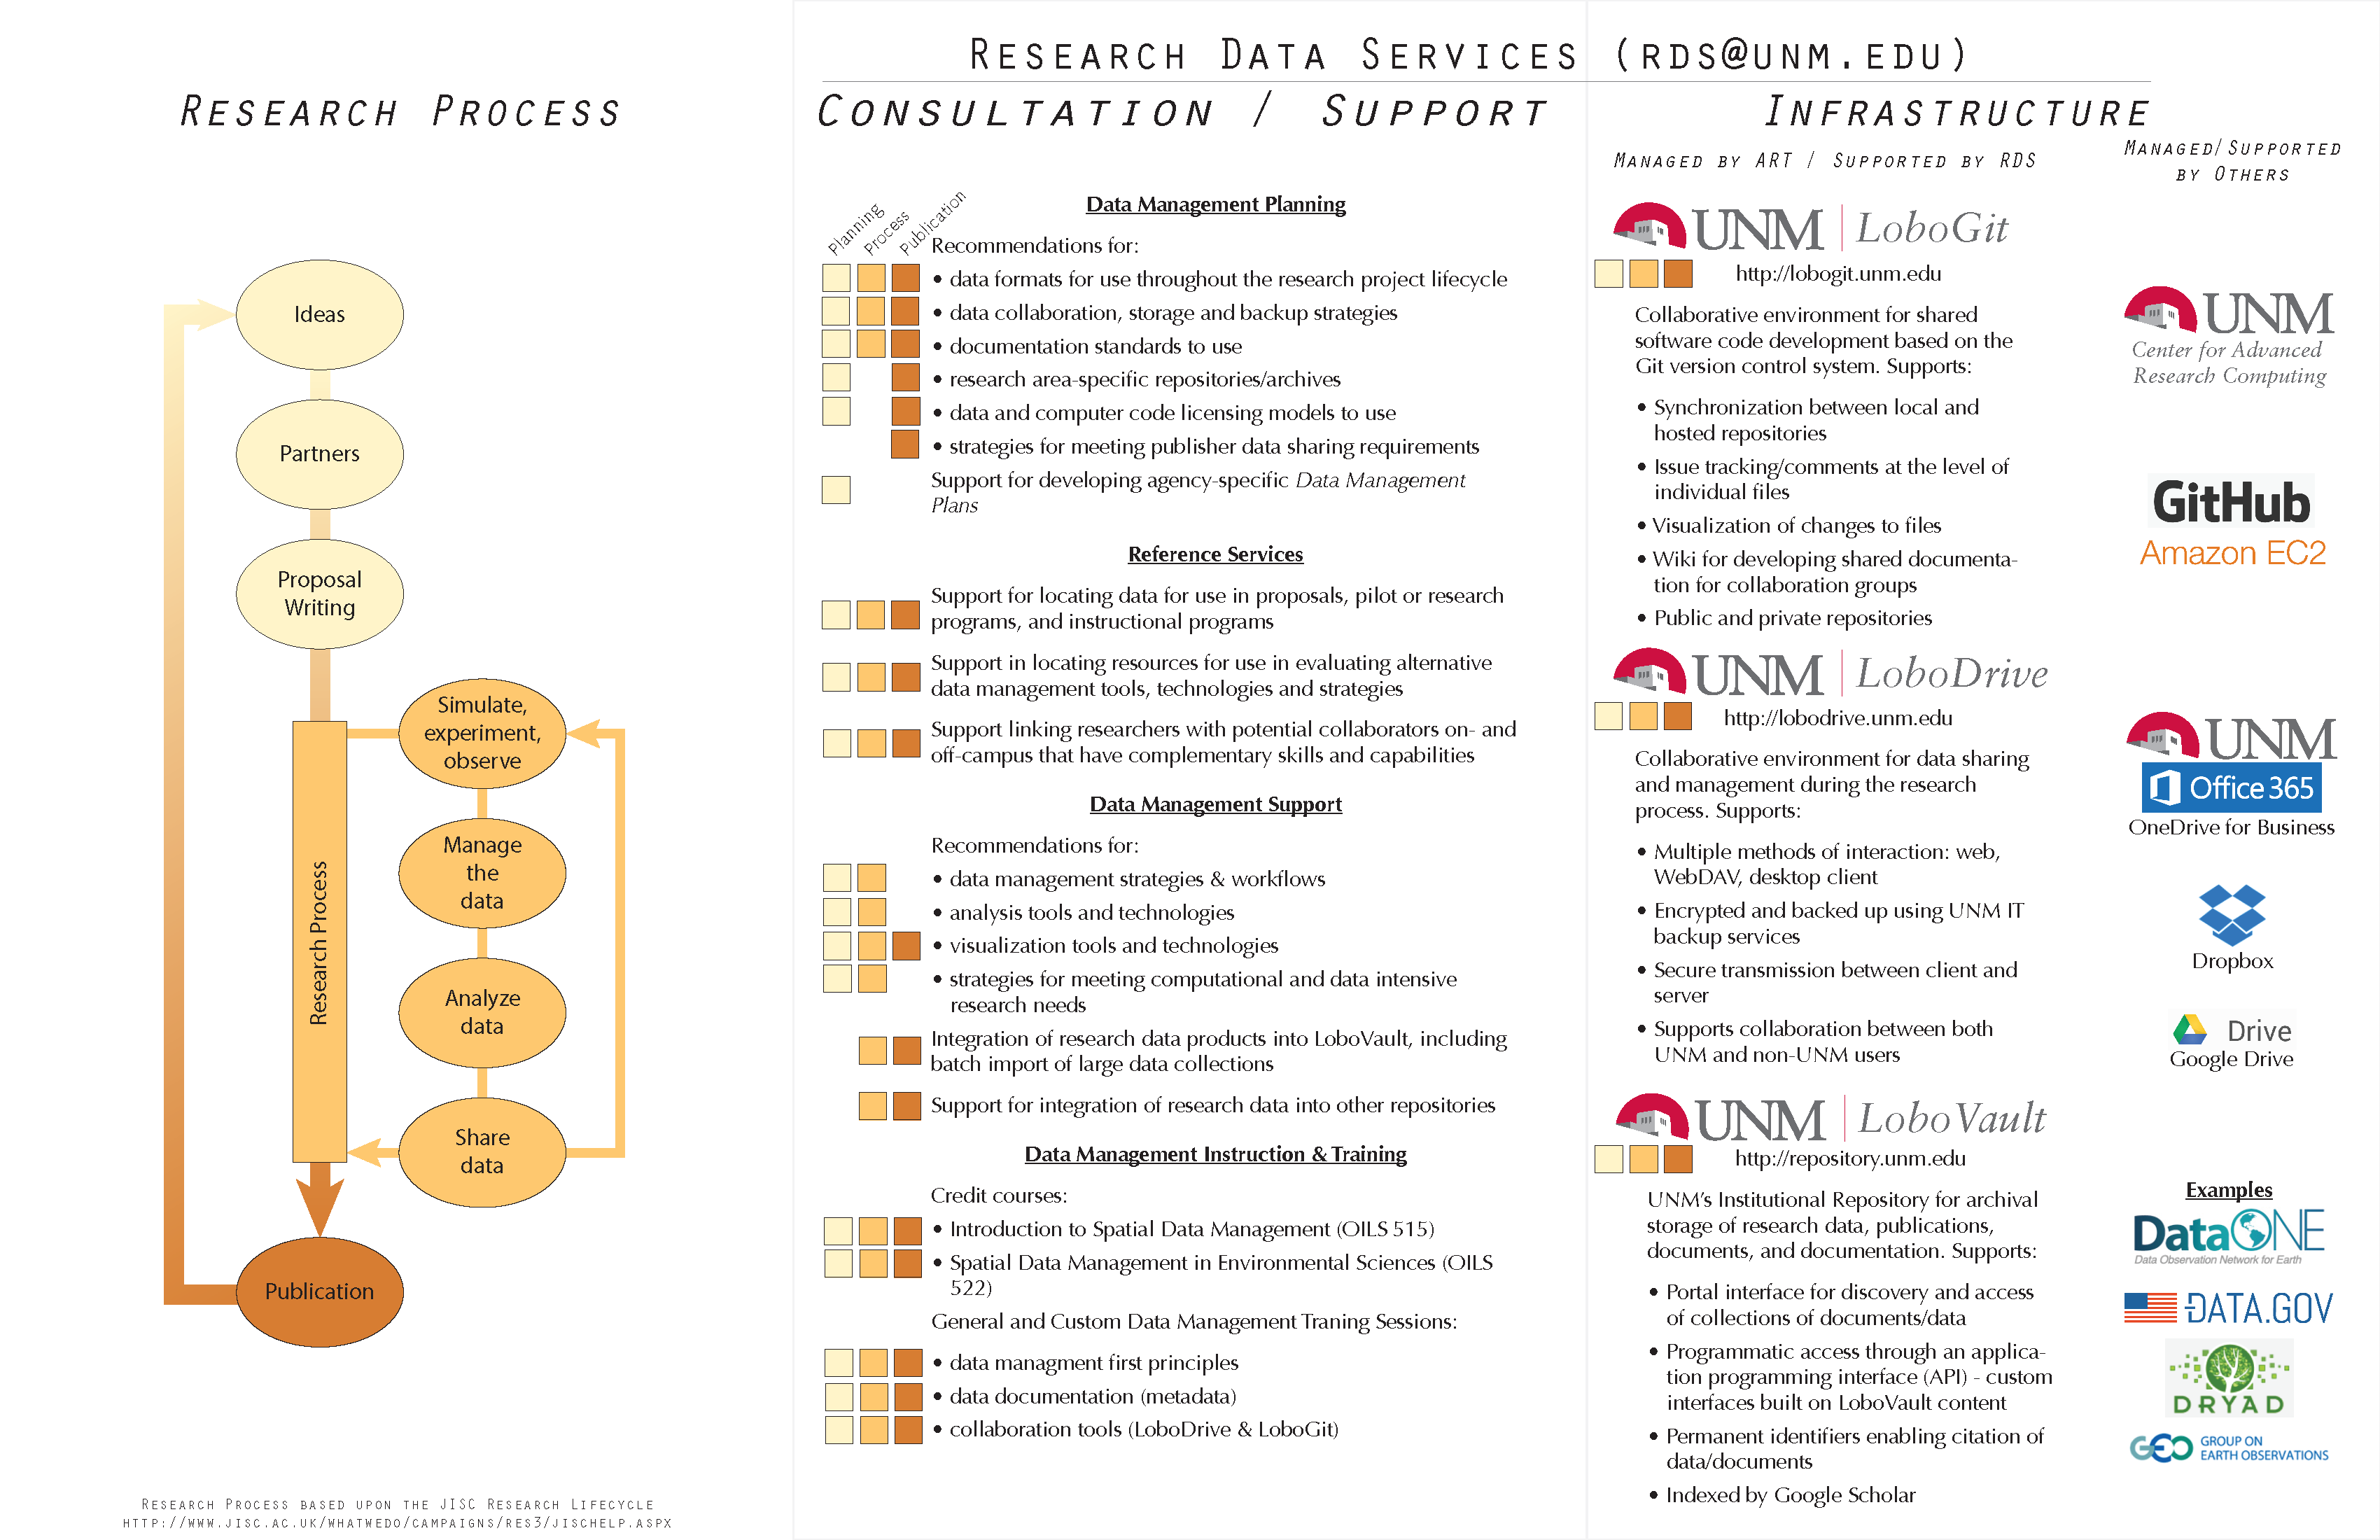 Research Process
Ideas
Partners
Proposal
Writing
Simulate,
experiment,
observe
Manage
the
data
Analyze
data
Share
data
Research Process
Publication
Research Process based upon the JISC Research Lifecycle
http://www.jisc.ac.uk/whatwedo/campaigns/res3/jischelp.aspx
Research Data Services (rds@unm.edu)
Consultation / Support
Planning
Process
Publication
Data Management Planning
Recommendations for:
• data formats for use throughout the research project lifecycle
• data collaboration, storage and backup strategies
• documentation standards to use
• research area-specific repositories/archives
• data and computer code licensing models to use
• strategies for meeting publisher data sharing requirements
Support for developing agency-specific Data Management
Plans
Reference Services
Support for locating data for use in proposals, pilot or research
programs, and instructional programs
Support in locating resources for use in evaluating alternative
data management tools, technologies and strategies
Support linking researchers with potential collaborators on- and
off-campus that have complementary skills and capabilities
Data Management Support
Recommendations for:
• data management strategies & workflows
• analysis tools and technologies
• visualization tools and technologies
• strategies for meeting computational and data intensive
research needs
Integration of research data products into LoboVault, including
batch import of large data collections
Support for integration of research data into other repositories
Data Management Instruction & Training
Credit courses:
• Introduction to Spatial Data Management (OILS 515)
• Spatial Data Management in Environmental Sciences (OILS
522)
General and Custom Data Management Traning Sessions:
• data managment first principles
• data documentation (metadata)
• collaboration tools (LoboDrive & LoboGit)
Infrastructure
Managed by ART / Supported by RDS
UNM | LoboGit
http://lobogit.unm.edu
Collaborative environment for shared
software code development based on the
Git version control system. Supports:
• Synchronization between local and
hosted repositories
• Issue tracking/comments at the level of
individual files
• Visualization of changes to files
• Wiki for developing shared documenta-
tion for collaboration groups
• Public and private repositories
UNM | LoboDrive
http://lobodrive.unm.edu
Collaborative environment for data sharing
and management during the research
process. Supports:
• Multiple methods of interaction: web,
WebDAV, desktop client
• Encrypted and backed up using UNM IT
backup services
• Secure transmission between client and
server
• Supports collaboration between both
UNM and non-UNM users
UNM | LoboVault
http://repository.unm.edu
UNM's Institutional Repository for archival
storage of research data, publications,
documents, and documentation. Supports:
• Portal interface for discovery and access
of collections of documents/data
• Programmatic access through an applica-
tion programming interface (API) - custom
interfaces built on LoboVault content
• Permanent identifiers enabling citation of
data/documents
• Indexed by Google Scholar
Managed/Supported
by Others
UNM
Center for Advanced
Research Computing
GitHub
Amazon EC2
UNM
Office 365
OneDrive for Business
Dropbox
Drive
Google Drive
Examples
DataONE
Data Observation Network for Earth
DATA.GOV
DRYAD
GEO GROUP ON
EARTH OBSERVATIONS